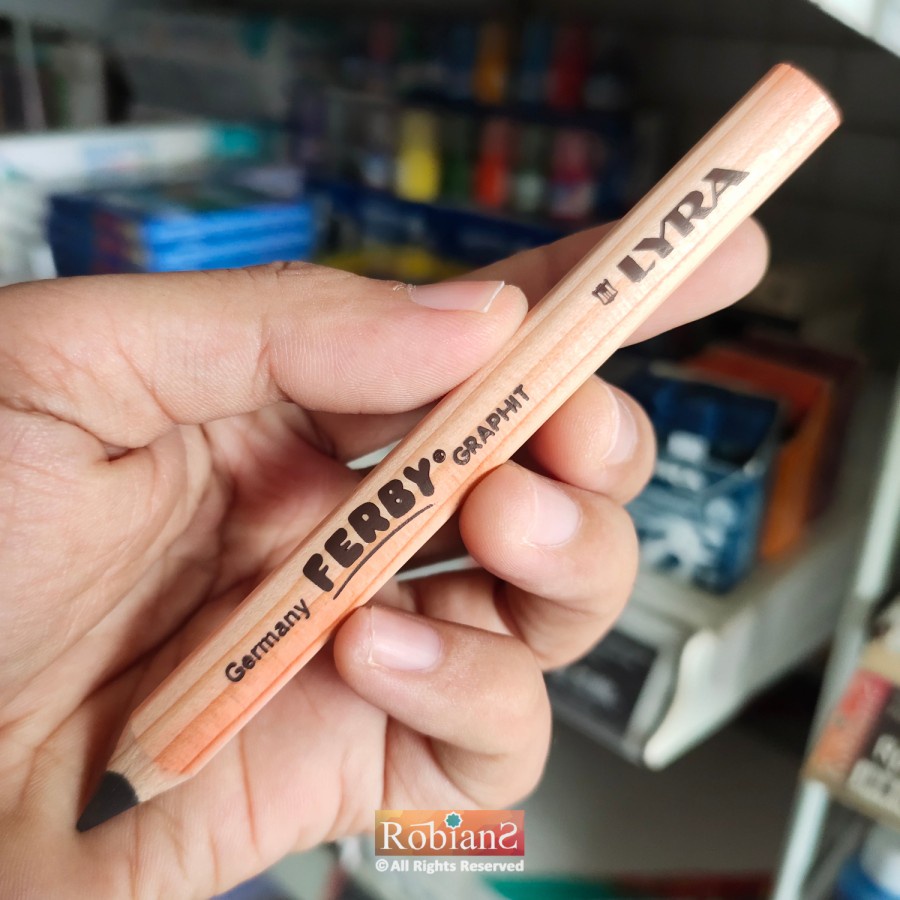 Germany FERBY® GRAPHIT LYRA
RobianS
© All Rights Reserved